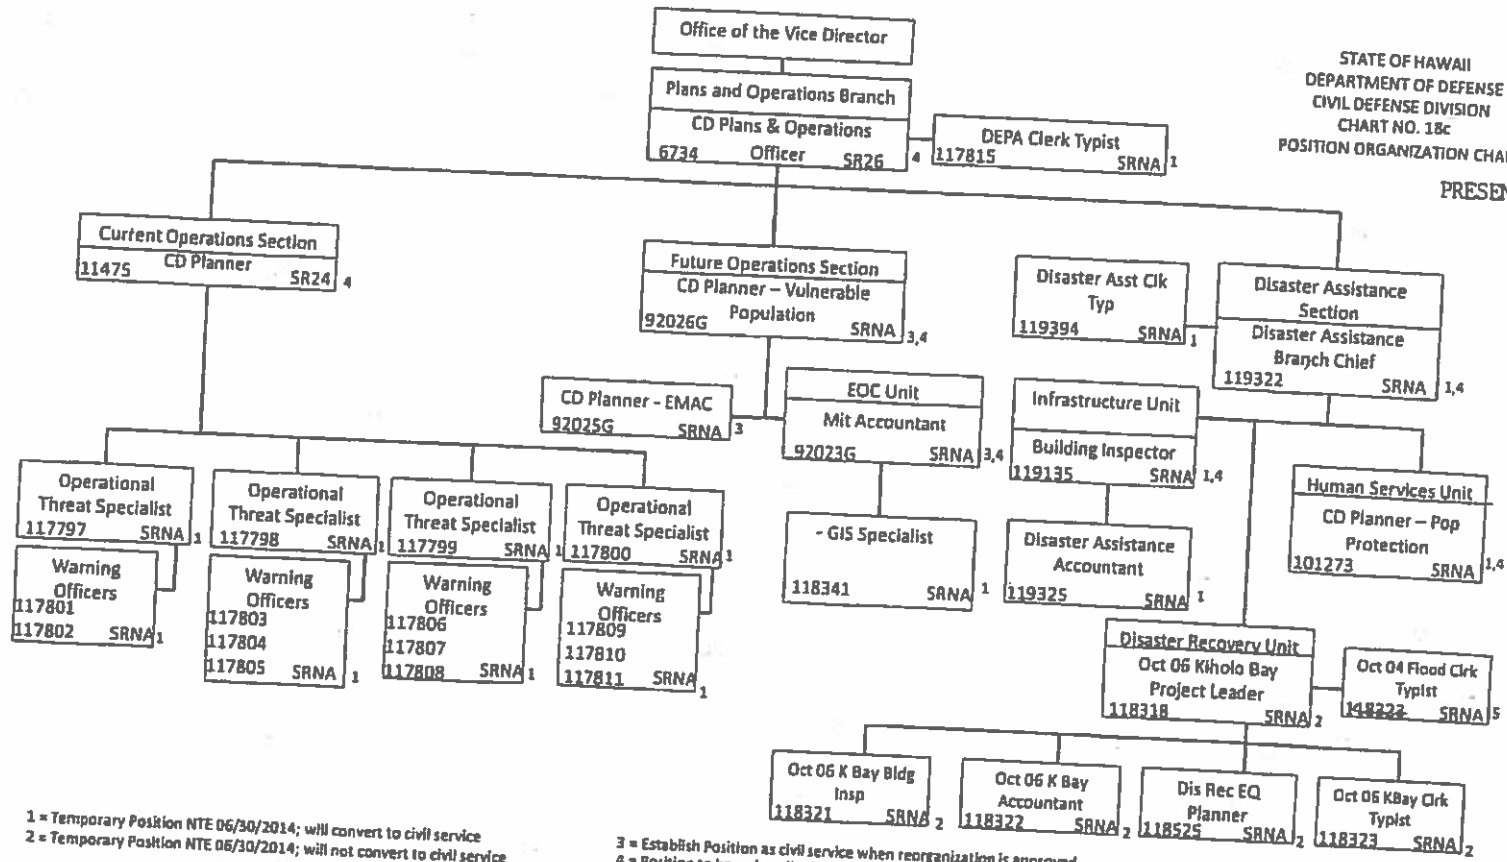 Office of the Vice Director
Plans and Operations Branch
CD Plans & Operations
Officer
6734 SR26 4
DEPA Clerk Typist
117815 SRNA 1
STATE OF HAWAII
DEPARTMENT OF DEFENSE
CIVIL DEFENSE DIVISION
CHART NO. 18c
POSITION ORGANIZATION CHA
PRESEN
Current Operations Section
CD Planner
11475 SR24 4
Future Operations Section
CD Planner – Vulnerable
Population
92026G SRNA 3,4
Disaster Asst Clk
Typ
119394 SRNA 1
Disaster Assistance
Section
Disaster Assistance
Branch Chief
119322 SRNA 1,4
CD Planner - EMAC
92025G SRNA 3
EOC Unit
Mit Accountant
92023G SRNA 3,4
Infrastructure Unit
Building Inspector
119135 SRNA 1,4
Human Services Unit
CD Planner – Pop
Protection
101273 SRNA 1,4
Operational
Threat Specialist
117797 SRNA 1
Operational
Threat Specialist
117798 SRNA 1
Operational
Threat Specialist
117799 SRNA 1
Operational
Threat Specialist
117800 SRNA 1
Warning
Officers
117801
117802 SRNA 1
Warning
Officers
117803
117804
117805 SRNA 1
Warning
Officers
117806
117807
117808 SRNA 1
Warning
Officers
117809
117810
117811 SRNA 1
- GIS Specialist
118341 SRNA 1
Disaster Assistance
Accountant
119325 SRNA 1
Disaster Recovery Unit
Oct 06 Kiholo Bay
Project Leader
118318 SRNA 2
Oct 04 Flood Clrk
Typist
118223 SRNA 5
Oct 06 K Bay Bldg
Insp
118321 SRNA 2
Oct 06 K Bay
Accountant
118322 SRNA 2
Dis Rec EQ
Planner
118525 SRNA 2
Oct 06 KBay Clrk
Typist
118323 SRNA 2
1 = Temporary Position NTE 06/30/2014; will convert to civil service
2 = Temporary Position NTE 06/30/2014; will not convert to civil service
3 = Establish Position as civil service when reorganization is approved
4 = Position to